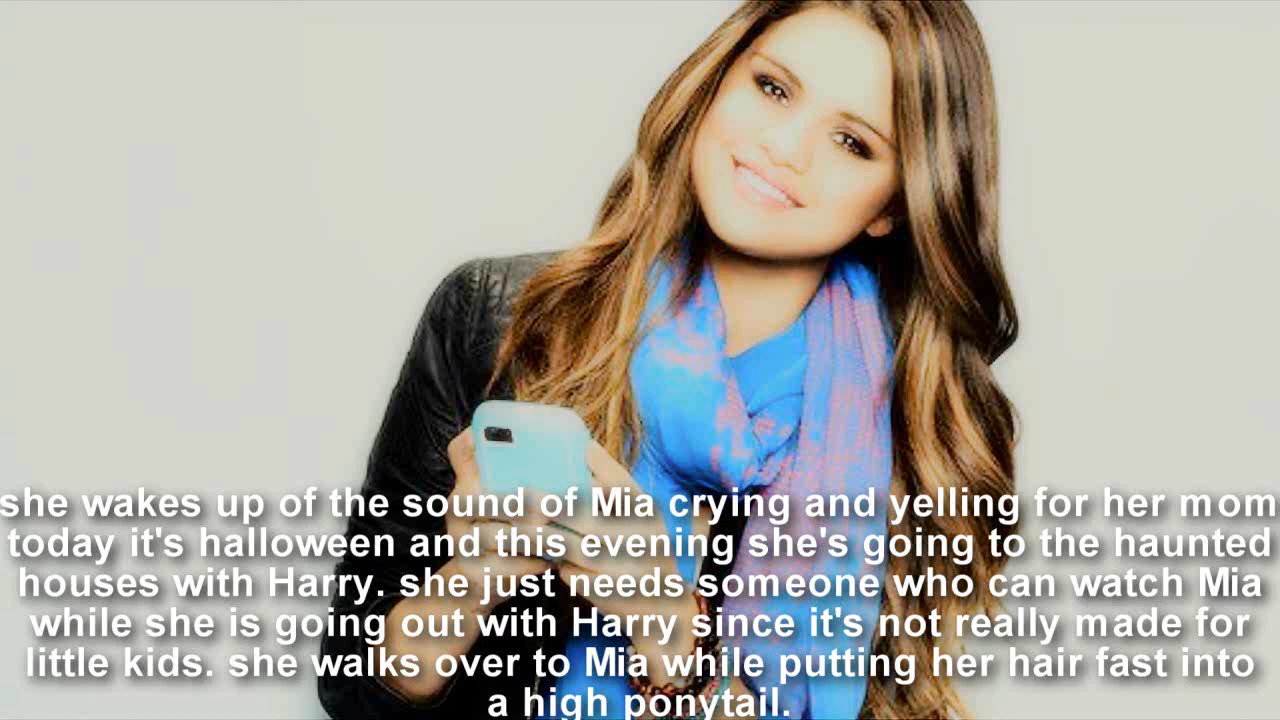 she wakes up of the sound of Mia crying and yelling for her mom
today it's halloween and this evening she's going to the haunted
houses with Harry. she just needs someone who can watch Mia
while she is going out with Harry since it's not really made for
little kids. she walks over to Mia while putting her hair fast into
a high ponytail.